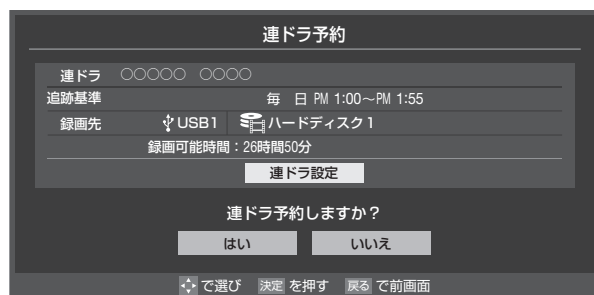 連ドラ予約
連ドラ ○○○○○ ○○○○
追跡基準 毎 日 PM 1:00～PM 1:55
録画先 USB1 ハードディスク1
録画可能時間：26時間50分
連ドラ設定
連ドラ予約しますか？
はい いいえ
で選び 決定 を押す 戻る で前画面